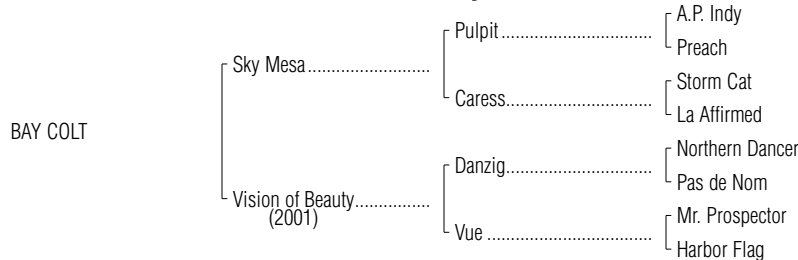 A.P. Indy
Pulpit..................................
Preach
Sky Mesa.........................
Storm Cat
Caress.................................
La Affirmed
BAY COLT
Northern Dancer
Danzig.................................
Pas de Nom
Vision of Beauty................
(2001)
Mr. Prospector
Vue .....................................
Harbor Flag